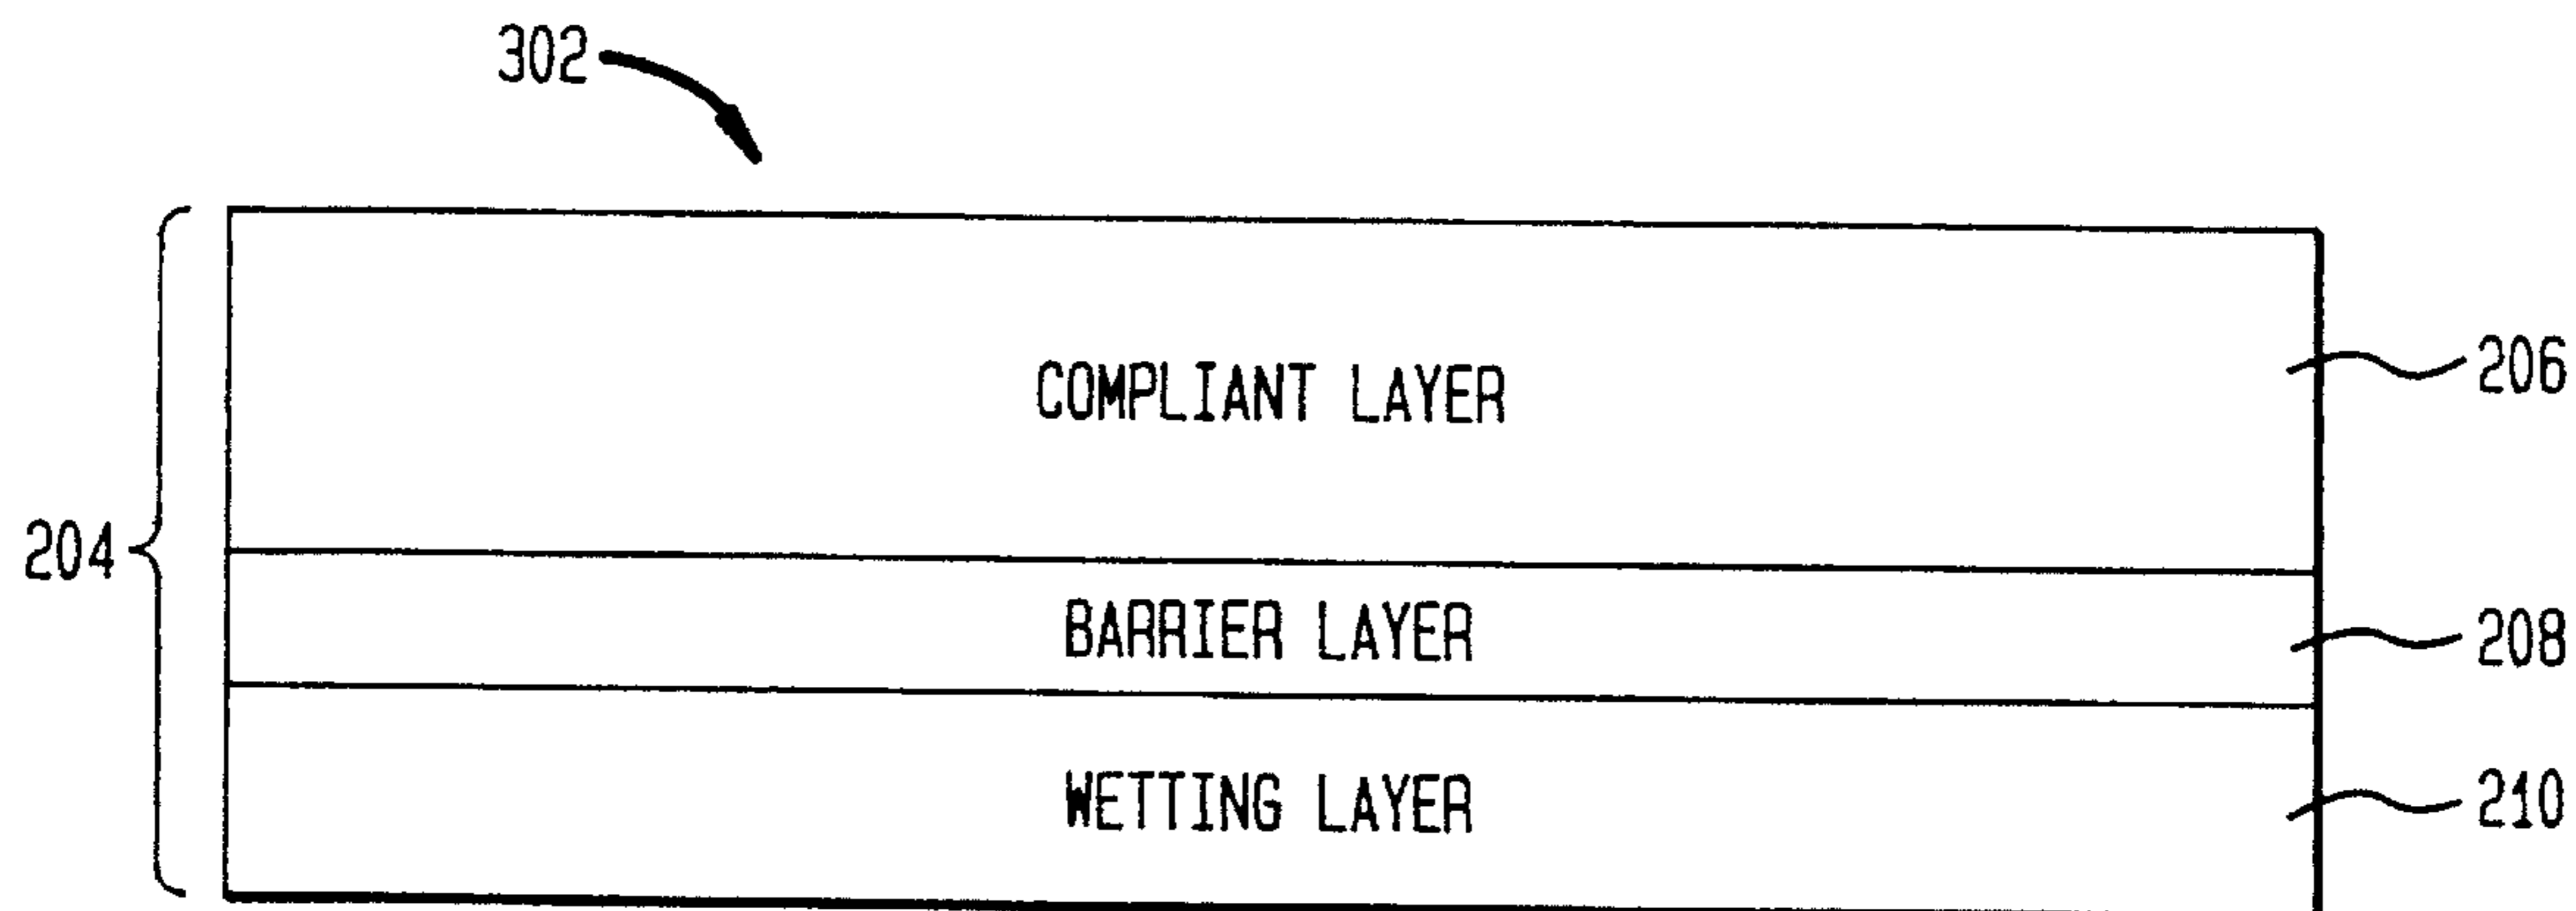 302
COMPLIANT LAYER
206
204
BARRIER LAYER
208
WETTING LAYER
210